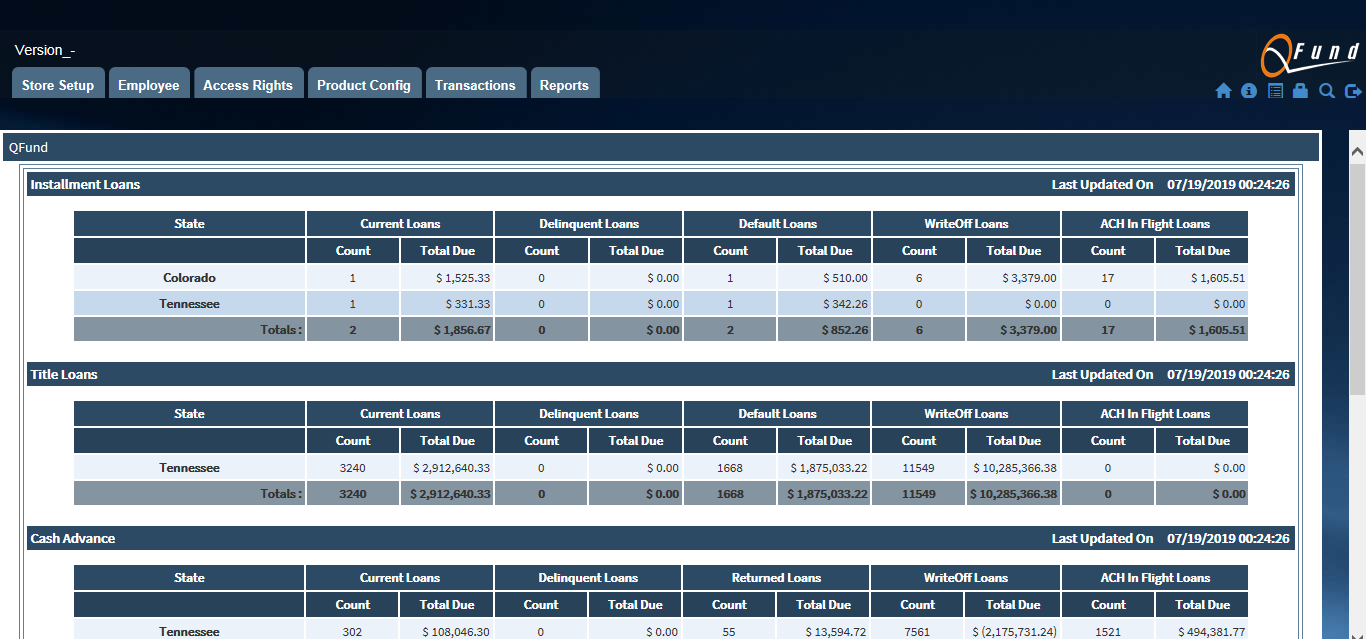 Version_-
QFund
Store Setup Employee Access Rights Product Config Transactions Reports
QFund
Installment Loans Last Updated On 07/19/2019 00:24:26
State Current Loans Delinquent Loans Default Loans WriteOff Loans ACH In Flight Loans
Count Total Due Count Total Due Count Total Due Count Total Due Count Total Due
Colorado 1 $ 1,525.33 0 $ 0.00 1 $ 510.00 6 $ 3,379.00 17 $ 1,605.51
Tennessee 1 $ 331.33 0 $ 0.00 1 $ 342.26 0 $ 0.00 0 $ 0.00
Totals : 2 $ 1,856.67 0 $ 0.00 2 $ 852.26 6 $ 3,379.00 17 $ 1,605.51
Title Loans Last Updated On 07/19/2019 00:24:26
State Current Loans Delinquent Loans Default Loans WriteOff Loans ACH In Flight Loans
Count Total Due Count Total Due Count Total Due Count Total Due Count Total Due
Tennessee 3240 $ 2,912,640.33 0 $ 0.00 1668 $ 1,875,033.22 11549 $ 10,285,366.38 0 $ 0.00
Totals : 3240 $ 2,912,640.33 0 $ 0.00 1668 $ 1,875,033.22 11549 $ 10,285,366.38 0 $ 0.00
Cash Advance Last Updated On 07/19/2019 00:24:26
State Current Loans Delinquent Loans Returned Loans WriteOff Loans ACH In Flight Loans
Count Total Due Count Total Due Count Total Due Count Total Due Count Total Due
Tennessee 302 $ 108,046.30 0 $ 0.00 55 $ 13,594.72 7561 $ (2,175,731.24) 1521 $ 494,381.77